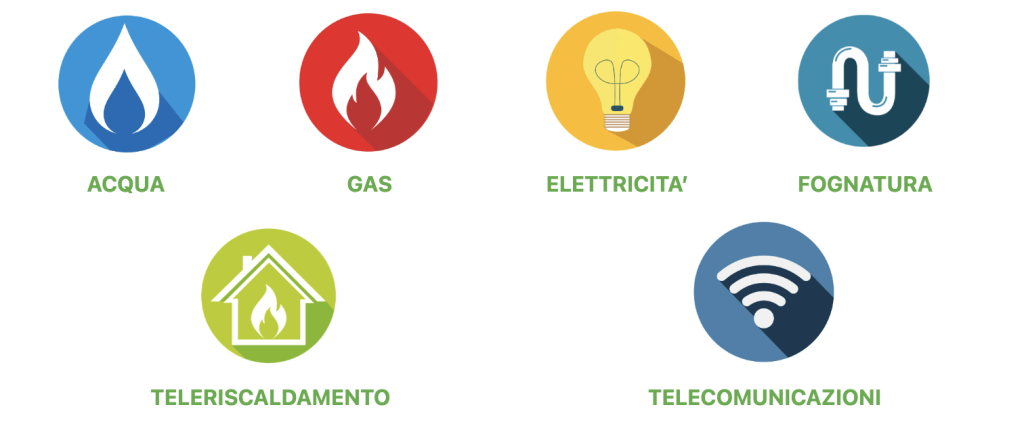 ACQUA
GAS
ELETTRICITA’
FOGNATURA
TELERISCALDAMENTO
TELECOMUNICAZIONI